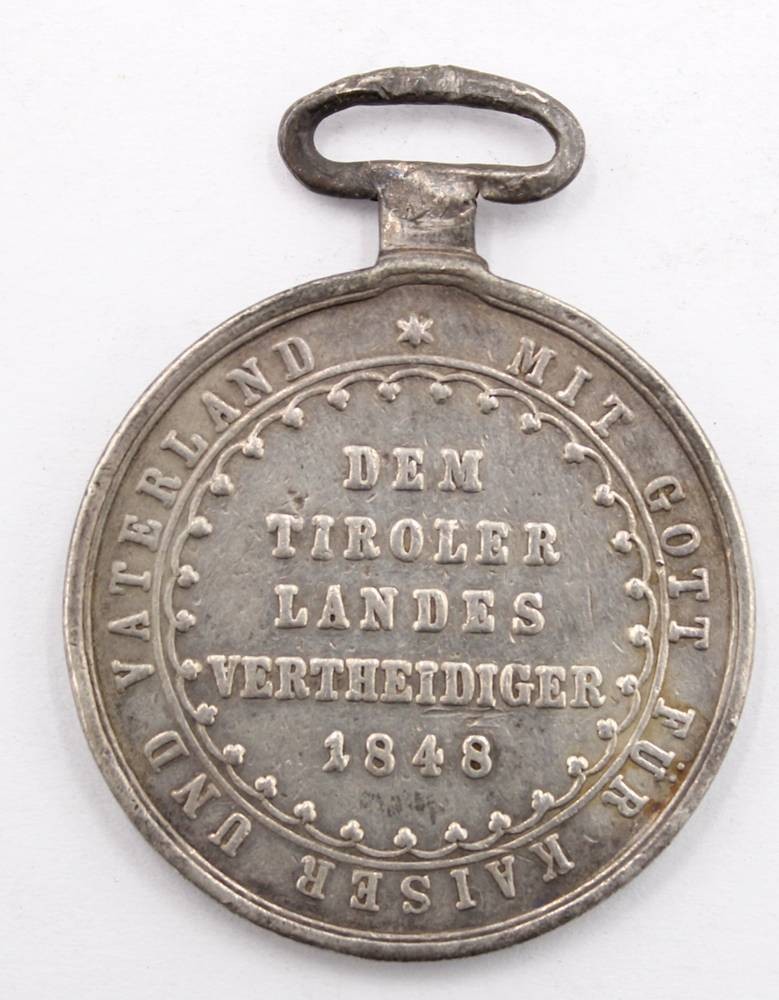 MIT GOTT FÜR KAISER UND VATERLAND
DEM
TIROLER
LANDES
VERTHEIDIGER
1848